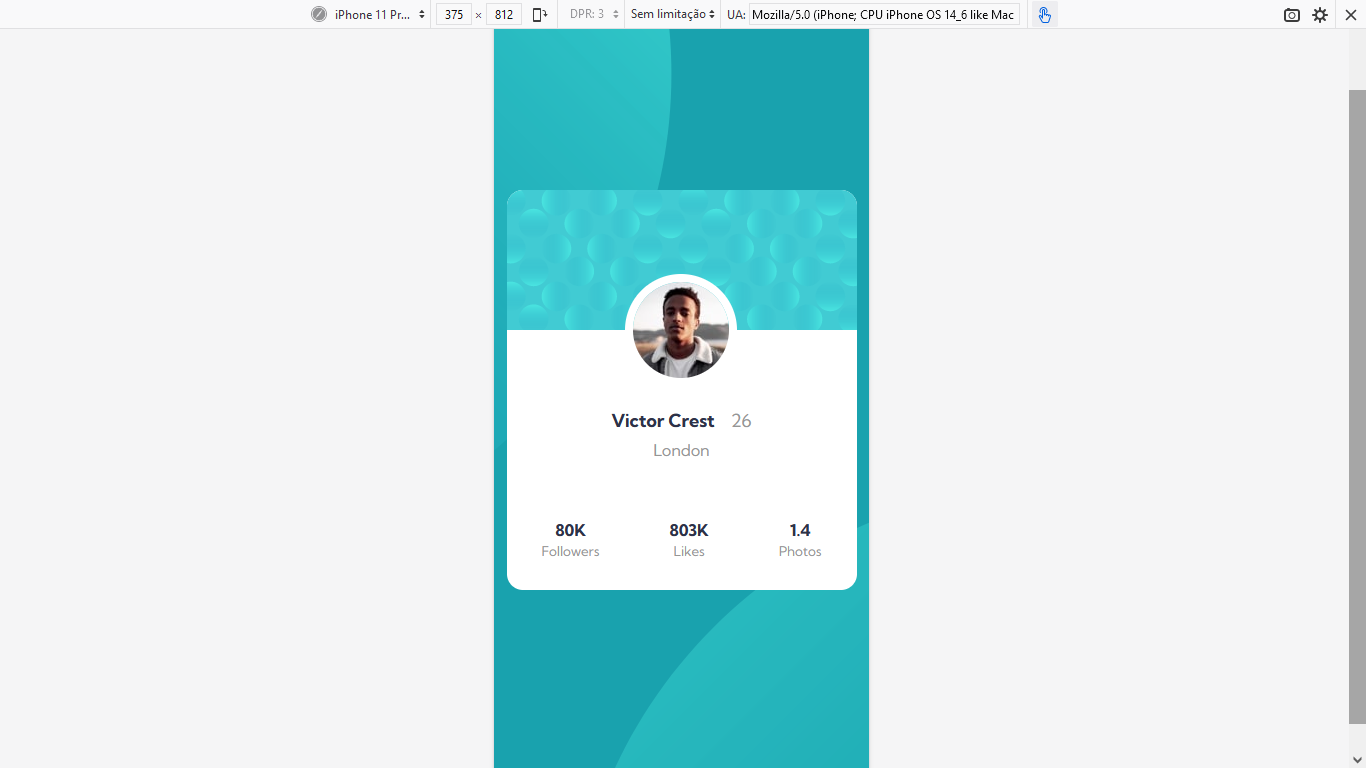 iPhone 11 Pr... 375 × 812 DPR: 3 Sem limitação UA: Mozilla/5.0 (iPhone; CPU iPhone OS 14_6 like Mac
Victor Crest 26
London
80K 803K 1.4
Followers Likes Photos